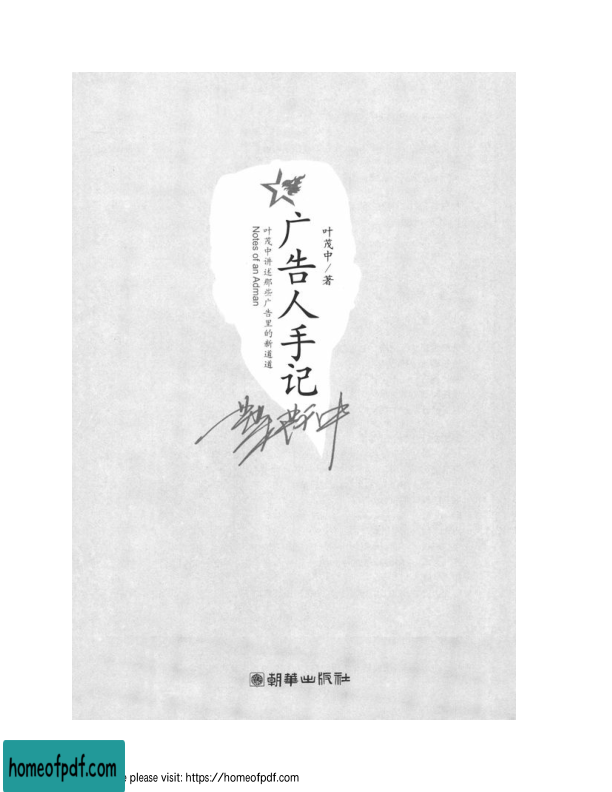 叶茂中/著
广告人手记
叶茂中讲述那些广告里的新道道
Notes of an Adman
叶茂中
朝華出版社
homeofpdf.com
e please visit: https://homeofpdf.com